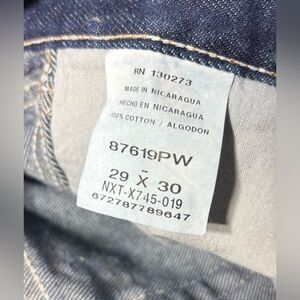 RN 130273
MADE IN NICARAGUA
HECHO EN NICARAGUA
100% COTTON / ALGODON
87619PW
-
29 X 30
NXT-X745-019
672787789647